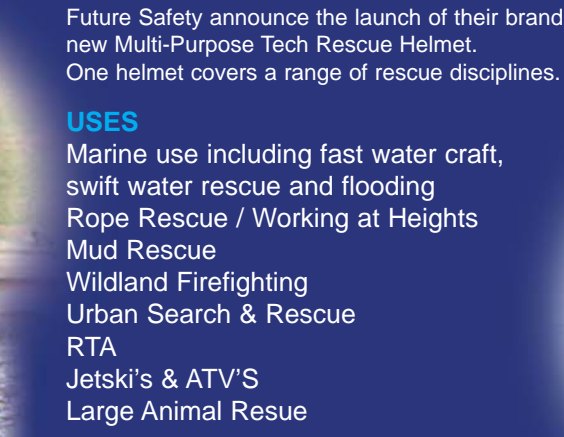 Future Safety announce the launch of their brand
new Multi-Purpose Tech Rescue Helmet.
One helmet covers a range of rescue disciplines.
USES
Marine use including fast water craft,
swift water rescue and flooding
Rope Rescue / Working at Heights
Mud Rescue
Wildland Firefighting
Urban Search & Rescue
RTA
Jetski's & ATV'S
Large Animal Resue